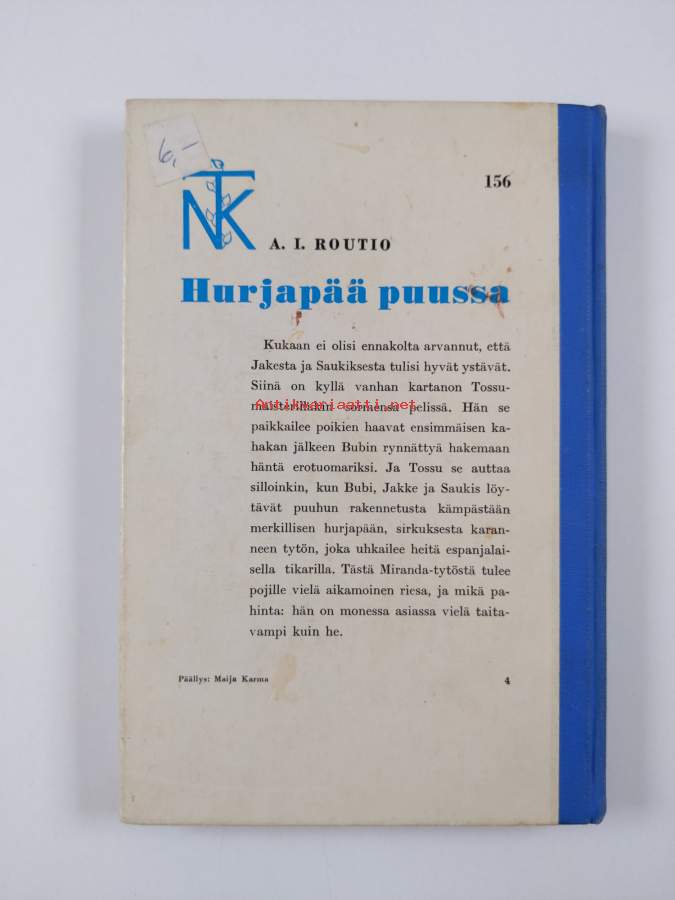 6,-
NTK
156
A. I. ROUTIO
Hurjapää puussa
Kukaan ei olisi ennakolta arvannut, että
Jakesta ja Saukiksesta tulisi hyvät ystävät.
Siinä on kyllä vanhan kartanon Tossu-
maisterillakin sormensa pelissä. Hän se
Antikvariaatti.net
paikkailee poikien haavat ensimmäisen ka-
hakan jälkeen Bubin rynnättyä hakemaan
häntä erotuomariksi. Ja Tossu se auttaa
silloinkin, kun Bubi, Jakke ja Saukis löy-
tävät puuhun rakennetusta kämpästään
merkillisen hurjapään, sirkuksesta karan-
neen tytön, joka uhkailee heitä espanjalai-
sella tikarilla. Tästä Miranda-tytöstä tulee
pojille vielä aikamoinen riesa, ja mikä pa-
hinta: hän on monessa asiassa vielä taita-
vampi kuin he.
Päällys: Maija Karma
4